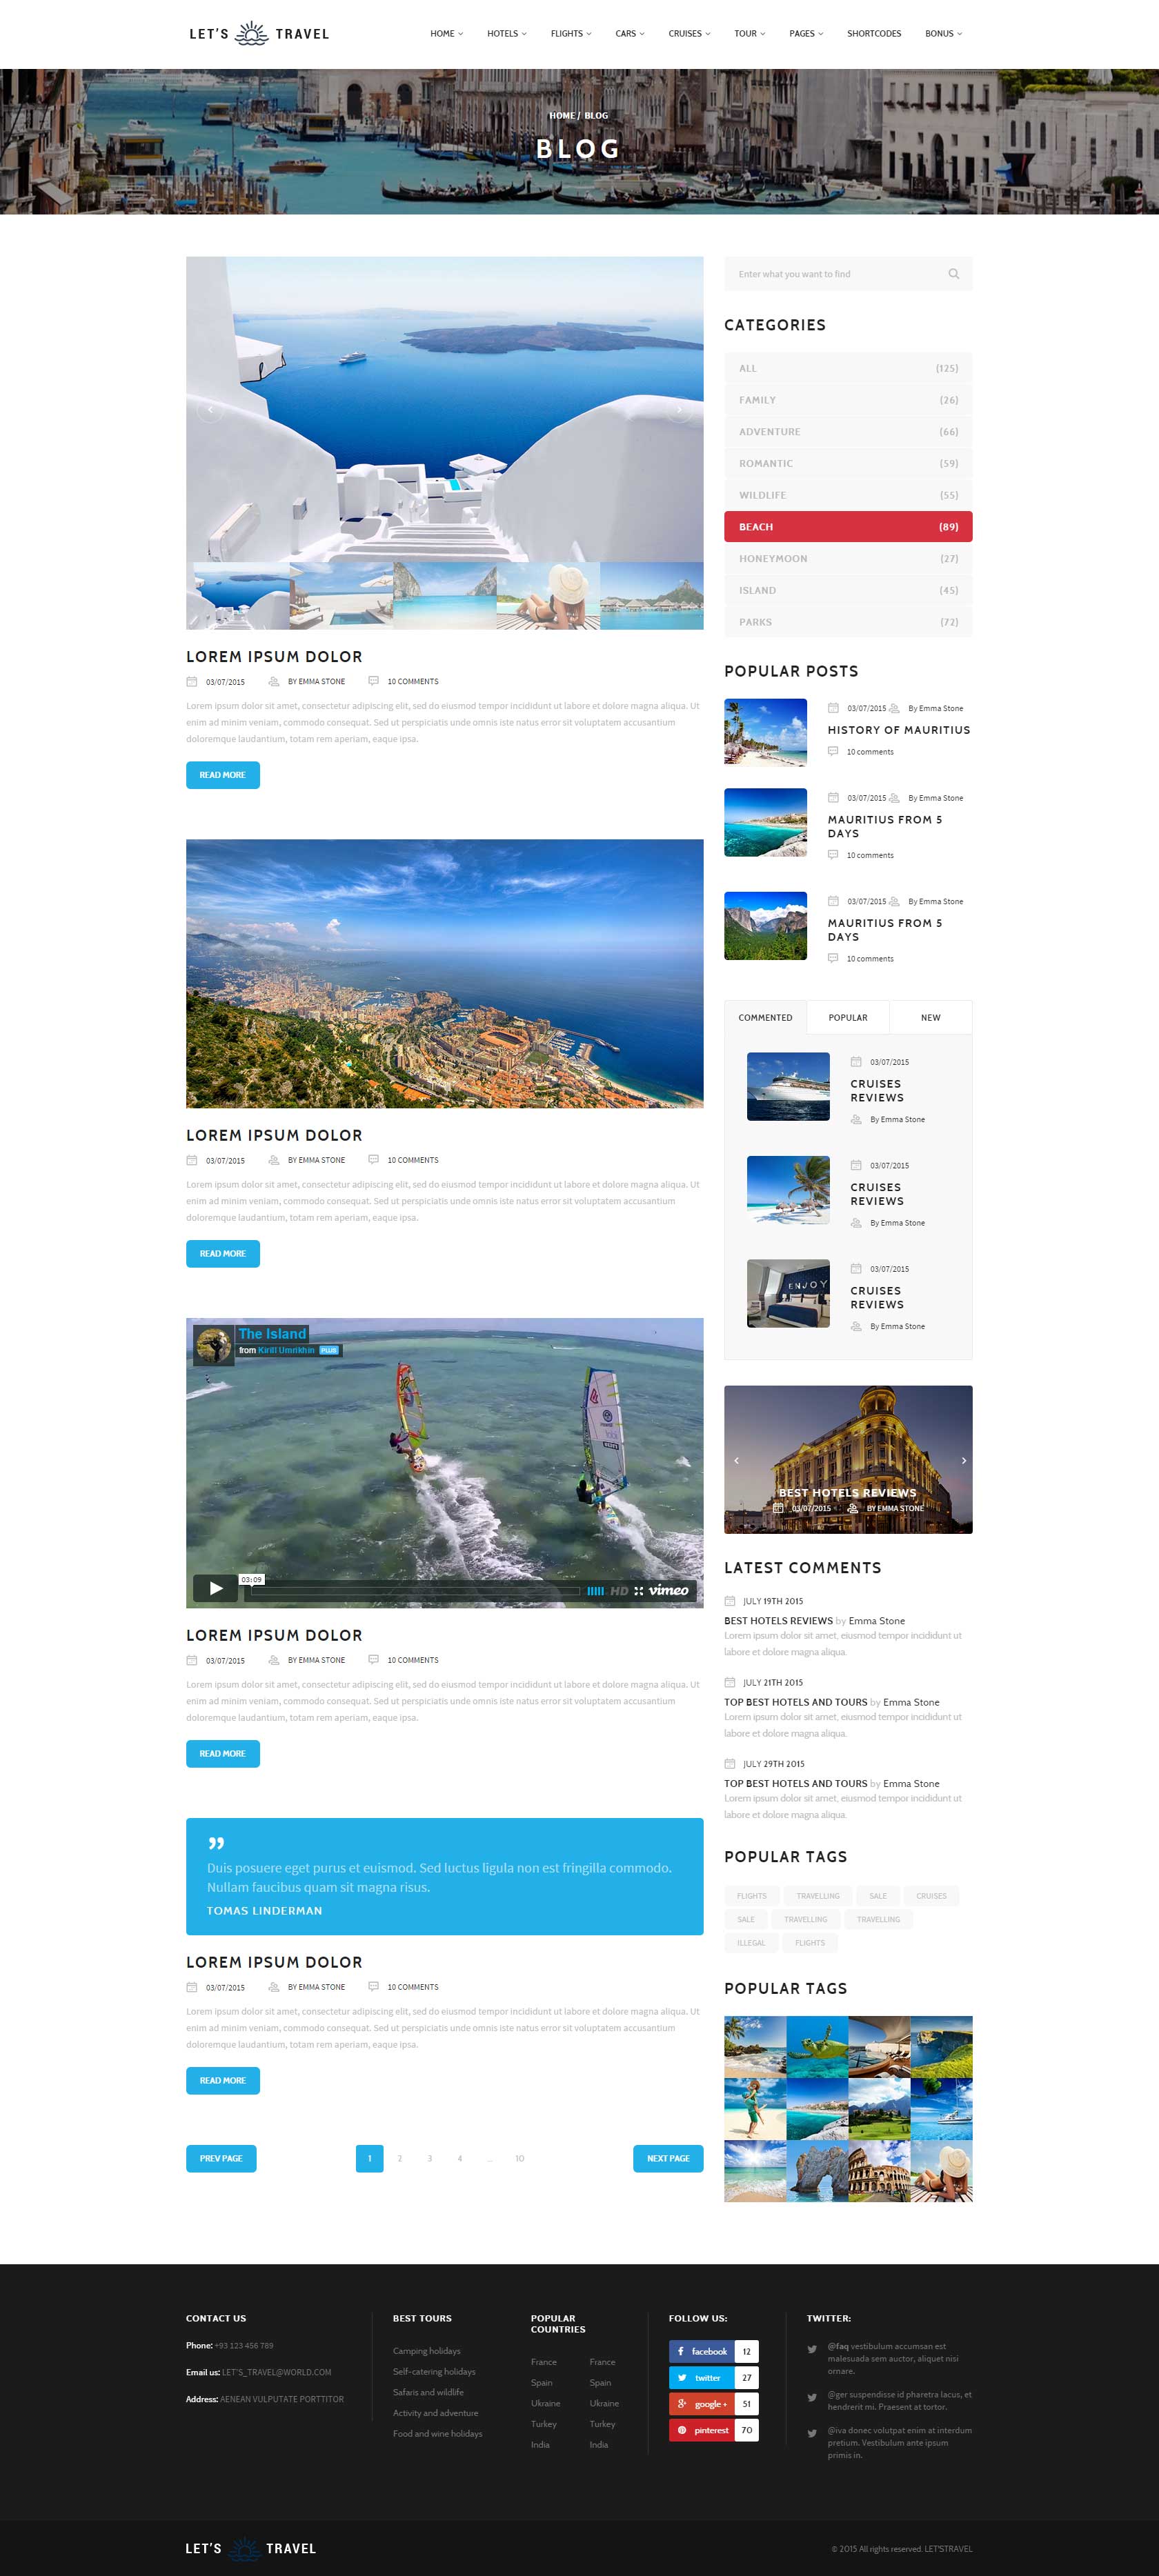 LET'S TRAVEL
HOME HOTELS FLIGHTS CARS CRUISES TOUR PAGES SHORTCODES BONUS
HOME / BLOG
BLOG
LOREM IPSUM DOLOR
03/07/2015 BY EMMA STONE 10 COMMENTS
Lorem ipsum dolor sit amet, consectetur adipiscing elit, sed do eiusmod tempor incididunt ut labore et dolore magna aliqua. Ut
enim ad minim veniam, commodo consequat. Sed ut perspiciatis unde omnis iste natus error sit voluptatem accusantium
doloremque laudantium, totam rem aperiam, eaque ipsa.
READ MORE
LOREM IPSUM DOLOR
03/07/2015 BY EMMA STONE 10 COMMENTS
Lorem ipsum dolor sit amet, consectetur adipiscing elit, sed do eiusmod tempor incididunt ut labore et dolore magna aliqua. Ut
enim ad minim veniam, commodo consequat. Sed ut perspiciatis unde omnis iste natus error sit voluptatem accusantium
doloremque laudantium, totam rem aperiam, eaque ipsa.
READ MORE
The Island
from Kirill Umrikhin PLUS
03:09
HD vimeo
LOREM IPSUM DOLOR
03/07/2015 BY EMMA STONE 10 COMMENTS
Lorem ipsum dolor sit amet, consectetur adipiscing elit, sed do eiusmod tempor incididunt ut labore et dolore magna aliqua. Ut
enim ad minim veniam, commodo consequat. Sed ut perspiciatis unde omnis iste natus error sit voluptatem accusantium
doloremque laudantium, totam rem aperiam, eaque ipsa.
READ MORE
”
Duis posuere eget purus et euismod. Sed luctus ligula non est fringilla commodo.
Nullam faucibus quam sit magna risus.
TOMAS LINDERMAN
LOREM IPSUM DOLOR
03/07/2015 BY EMMA STONE 10 COMMENTS
Lorem ipsum dolor sit amet, consectetur adipiscing elit, sed do eiusmod tempor incididunt ut labore et dolore magna aliqua. Ut
enim ad minim veniam, commodo consequat. Sed ut perspiciatis unde omnis iste natus error sit voluptatem accusantium
doloremque laudantium, totam rem aperiam, eaque ipsa.
READ MORE
PREV PAGE 1 2 3 4 ... 10 NEXT PAGE
Enter what you want to find
CATEGORIES
ALL (125)
FAMILY (26)
ADVENTURE (66)
ROMANTIC (59)
WILDLIFE (55)
BEACH (89)
HONEYMOON (27)
ISLAND (45)
PARKS (72)
POPULAR POSTS
03/07/2015 By Emma Stone
HISTORY OF MAURITIUS
10 comments
03/07/2015 By Emma Stone
MAURITIUS FROM 5
DAYS
10 comments
03/07/2015 By Emma Stone
MAURITIUS FROM 5
DAYS
10 comments
COMMENTED POPULAR NEW
03/07/2015
CRUISES
REVIEWS
By Emma Stone
03/07/2015
CRUISES
REVIEWS
By Emma Stone
ENJOY
03/07/2015
CRUISES
REVIEWS
By Emma Stone
BEST HOTELS REVIEWS
03/07/2015 BY EMMA STONE
LATEST COMMENTS
JULY 19TH 2015
BEST HOTELS REVIEWS by Emma Stone
Lorem ipsum dolor sit amet, eiusmod tempor incididunt ut
labore et dolore magna aliqua.
JULY 21TH 2015
TOP BEST HOTELS AND TOURS by Emma Stone
Lorem ipsum dolor sit amet, eiusmod tempor incididunt ut
labore et dolore magna aliqua.
JULY 29TH 2015
TOP BEST HOTELS AND TOURS by Emma Stone
Lorem ipsum dolor sit amet, eiusmod tempor incididunt ut
labore et dolore magna aliqua.
POPULAR TAGS
FLIGHTS TRAVELLING SALE CRUISES
SALE TRAVELLING TRAVELLING
ILLEGAL FLIGHTS
POPULAR TAGS
CONTACT US
Phone: +93 123 456 789
Email us: LET'S_TRAVEL@WORLD.COM
Address: AENEAN VULPUTATE PORTTITOR
BEST TOURS
Camping holidays
Self-catering holidays
Safaris and wildlife
Activity and adventure
Food and wine holidays
POPULAR
COUNTRIES
France France
Spain Spain
Ukraine Ukraine
Turkey Turkey
India India
FOLLOW US:
facebook 12
twitter 27
google + 51
pinterest 70
TWITTER:
@faq vestibulum accumsan est
malesuada sem auctor, aliquet nisi
ornare.
@ger suspendisse id pharetra lacus, et
hendrerit mi. Praesent at tortor.
@iva donec volutpat enim at interdum
pretium. Vestibulum ante ipsum
primis in.
LET'S TRAVEL
© 2015 All rights reserved. LET'STRAVEL